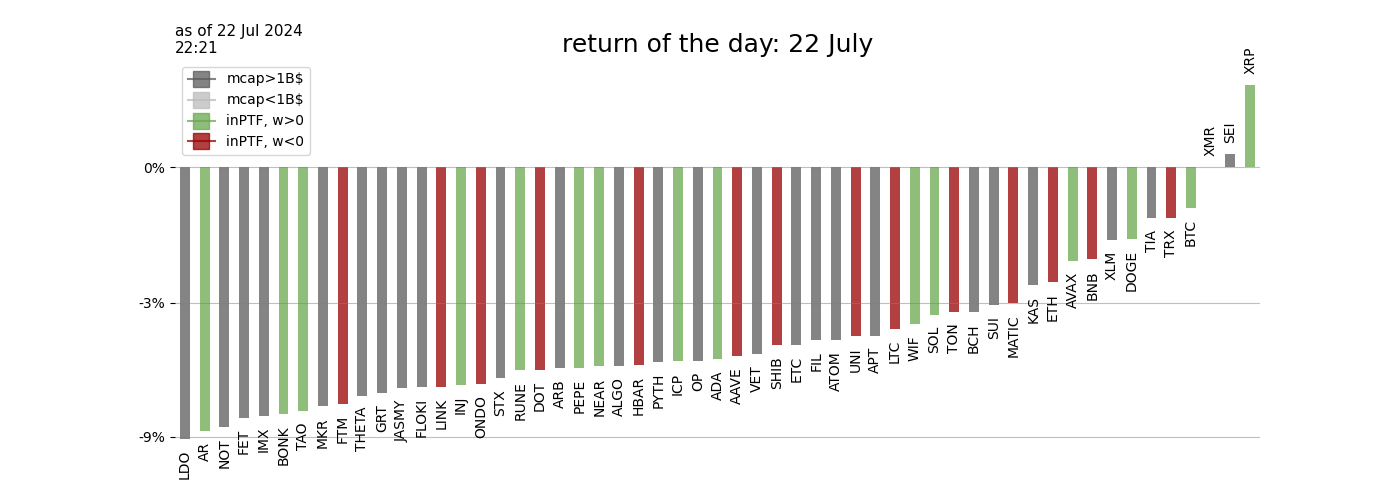 as of 22 Jul 2024
22:21
return of the day: 22 July
mcap>1B$
mcap<1B$
inPTF, w>0
inPTF, w<0
0%
-3%
-9%
LDO
AR
NOT
FET
IMX
BONK
TAO
MKR
FTM
THETA
GRT
JASMY
FLOKI
LINK
INJ
ONDO
STX
RUNE
DOT
ARB
PEPE
NEAR
ALGO
HBAR
PYTH
ICP
OP
ADA
AAVE
VET
SHIB
ETC
FIL
ATOM
UNI
APT
LTC
WIF
SOL
TON
BCH
SUI
MATIC
KAS
ETH
AVAX
BNB
XLM
DOGE
TIA
TRX
BTC
XMR
SEI
XRP